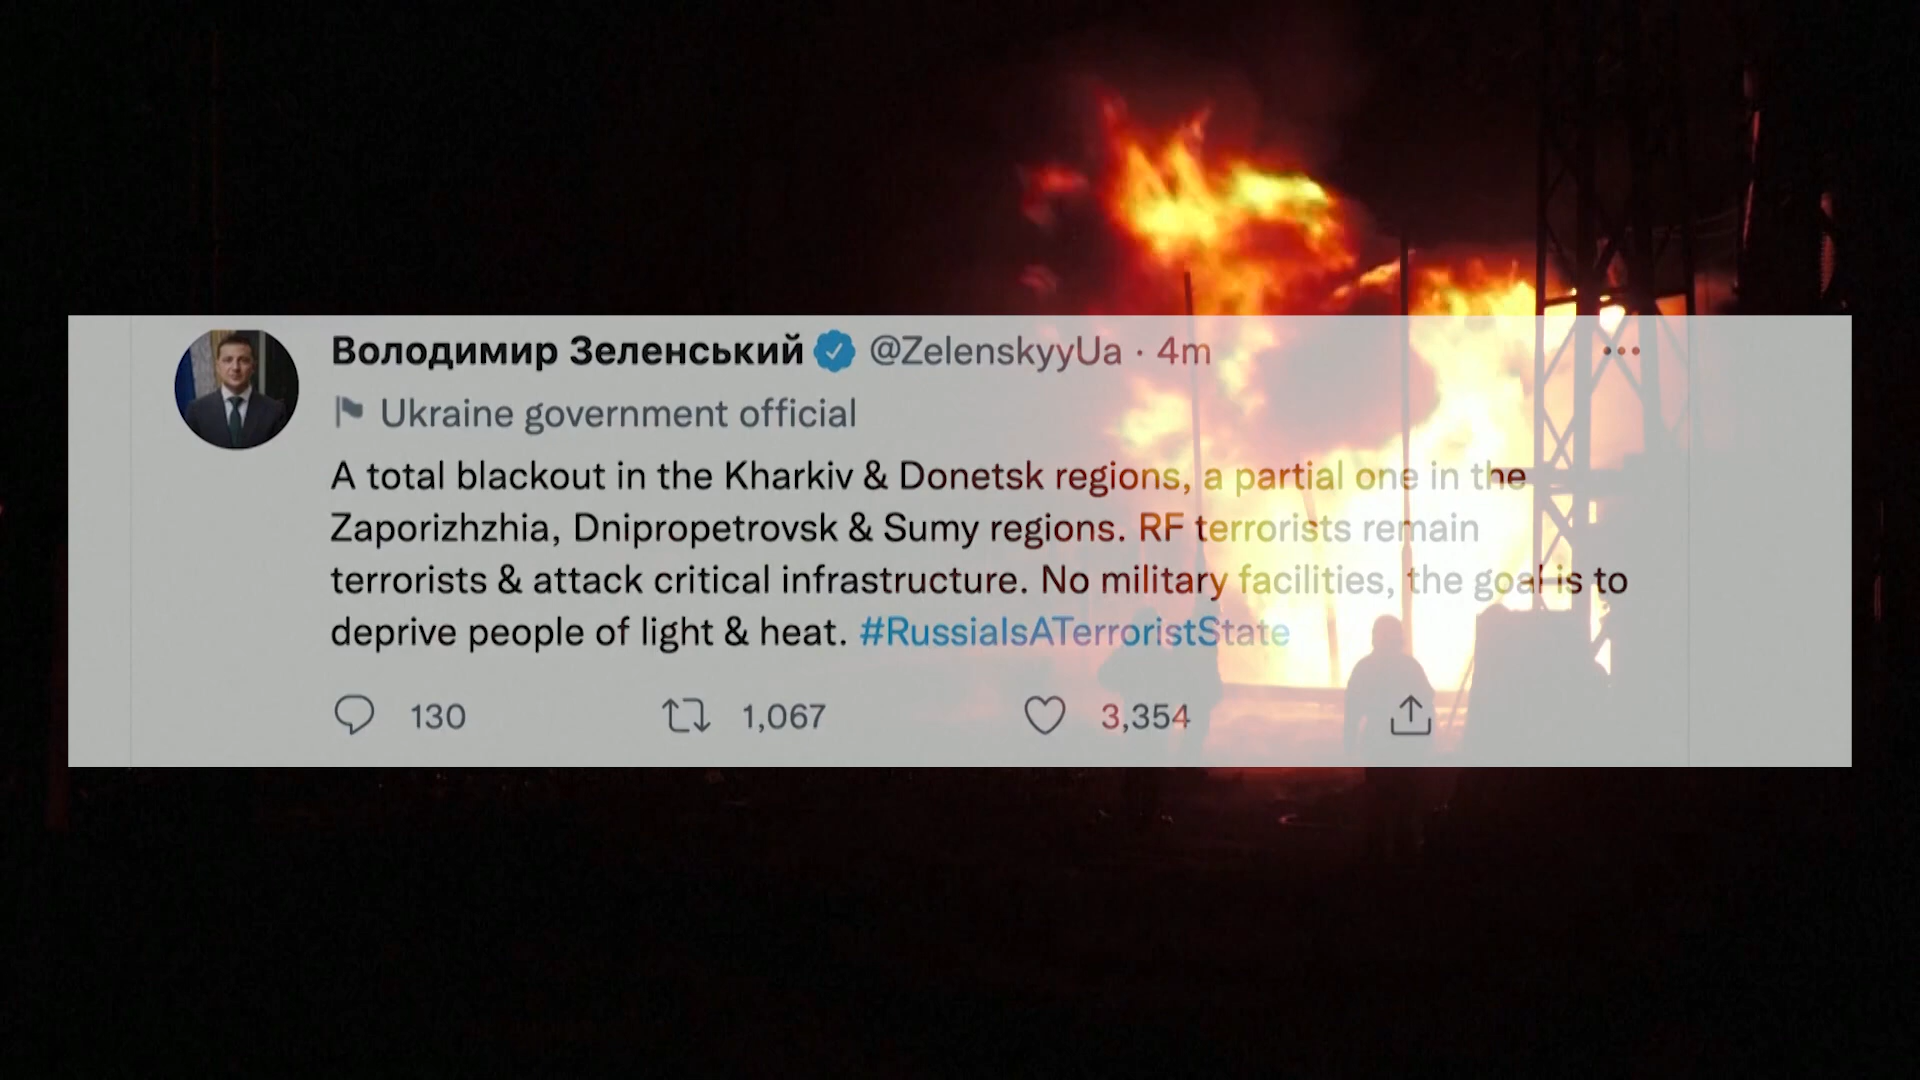 Володимир Зеленський @ZelenskyyUa · 4m
Ukraine government official
A total blackout in the Kharkiv & Donetsk regions, a partial one in the
Zaporizhzhia, Dnipropetrovsk & Sumy regions. RF terrorists remain
terrorists & attack critical infrastructure. No military facilities, the goal is to
deprive people of light & heat. #RussiaIsATerroristState
130 1,067 3,354